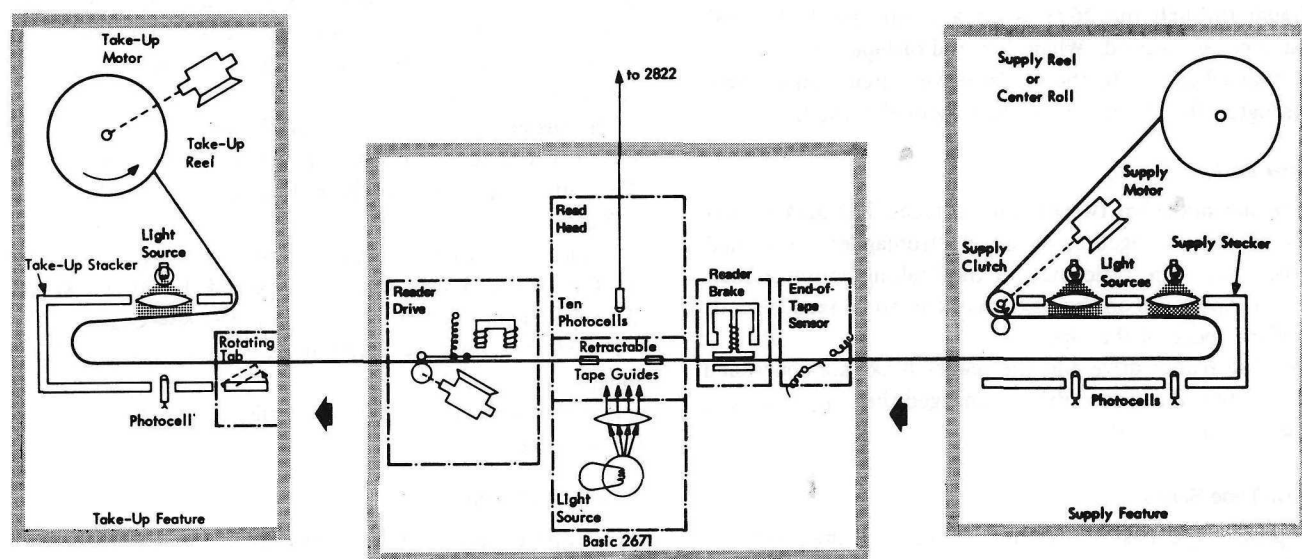 Take-Up
Motor
Take-Up
Reel
Light
Source
Take-Up Stacker
Rotating
Tab
Photocell
Take-Up Feature
to 2822
Read
Head
Ten
Photocells
Reader
Drive
Retractable
Tape Guides
Reader
Brake
End-of-
Tape
Sensor
Light
Source
Basic 2671
Supply Reel
or
Center Roll
Supply
Motor
Supply
Clutch
Light
Sources
Supply Stacker
Photocells
Supply Feature